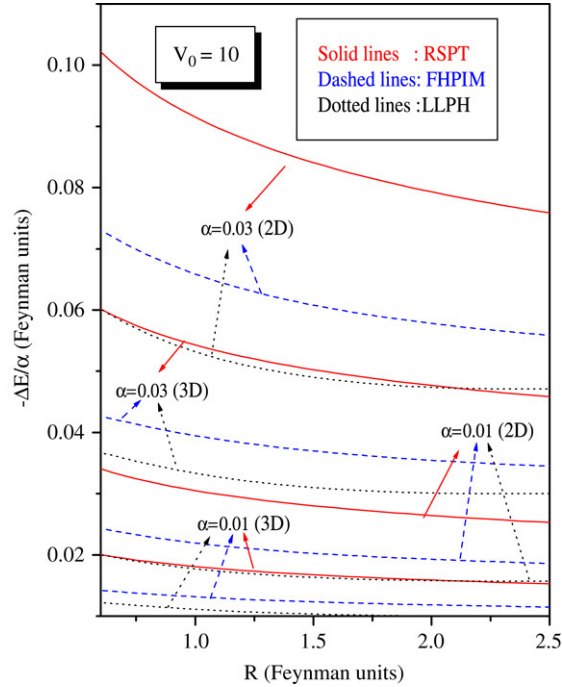 V₀ = 10
Solid lines : RSPT
Dashed lines: FHPIM
Dotted lines :LLPH
0.10
0.08
0.06
0.04
0.02
-ΔE/α (Feynman units)
α=0.03 (2D)
α=0.03 (3D)
α=0.01 (2D)
α=0.01 (3D)
1.0
1.5
2.0
2.5
R (Feynman units)